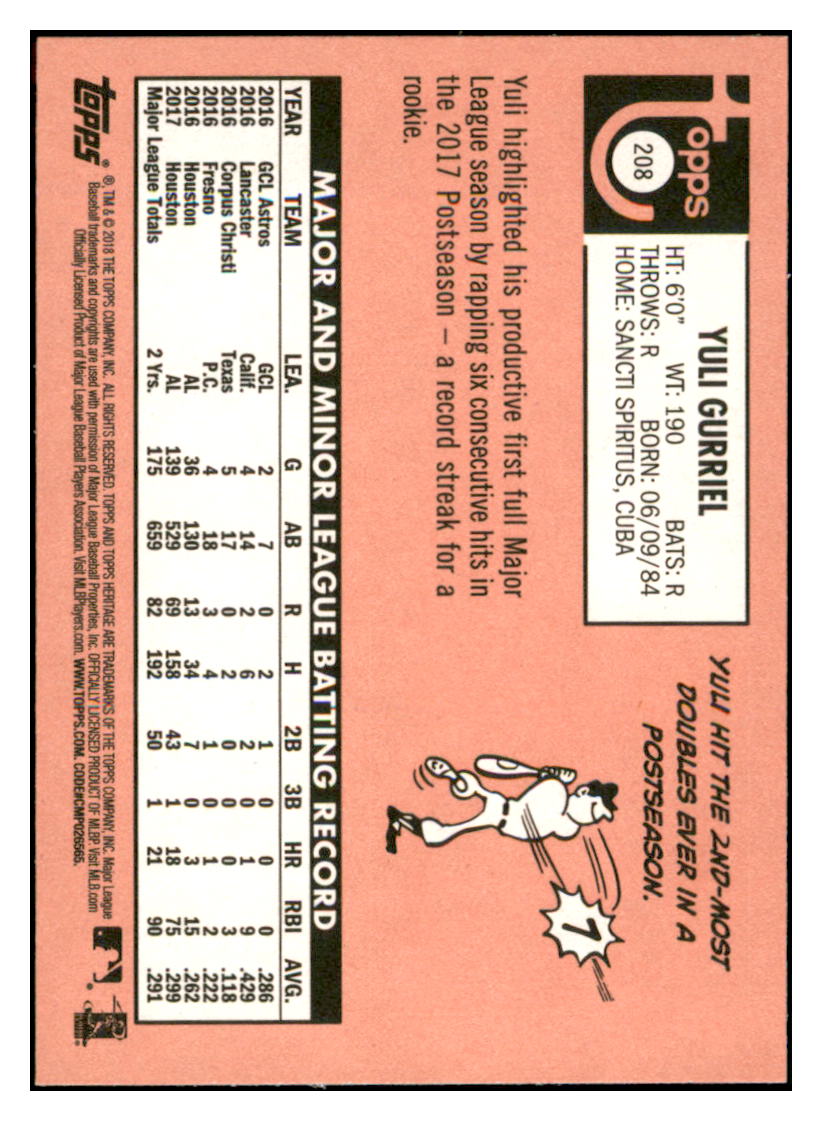 Topps
208
YULI GURRIEL
HT: 6'0" WT: 190 BATS: R
THROWS: R BORN: 06/09/84
HOME: SANCTI SPIRITUS, CUBA
Yuli highlighted his productive first full Major
League season by rapping six consecutive hits in
the 2017 Postseason – a record streak for a
rookie.
YULI HIT THE 2ND-MOST
DOUBLES EVER IN A
POSTSEASON.
7
MAJOR AND MINOR LEAGUE BATTING RECORD
YEAR TEAM LEA. G AB R H 2B 3B HR RBI AVG.
2016 GCL Astros GCL 2 7 0 2 1 0 0 0 .286
2016 Lancaster Calif. 4 14 2 6 2 0 1 9 .429
2016 Corpus Christi Texas 5 17 0 2 0 0 0 3 .118
2016 Fresno P.C. 4 18 3 4 1 0 1 2 .222
2016 Houston AL 36 130 13 34 7 0 3 15 .262
2017 Houston AL 139 529 69 158 43 1 18 75 .299
Major League Totals 2 Yrs. 175 659 82 192 50 1 21 90 .291
topps®
®, TM & © 2018 THE TOPPS COMPANY, INC. ALL RIGHTS RESERVED. TOPPS AND TOPPS HERITAGE ARE TRADEMARKS OF THE TOPPS COMPANY, INC. Major League
Baseball trademarks and copyrights are used with permission of Major League Baseball Properties, Inc. OFFICIALLY LICENSED PRODUCT OF MLBP Visit MLB.com
Officially Licensed Product of Major League Baseball Players Association. Visit MLBPlayers.com. WWW.TOPPS.COM. CODE#CMP026565.